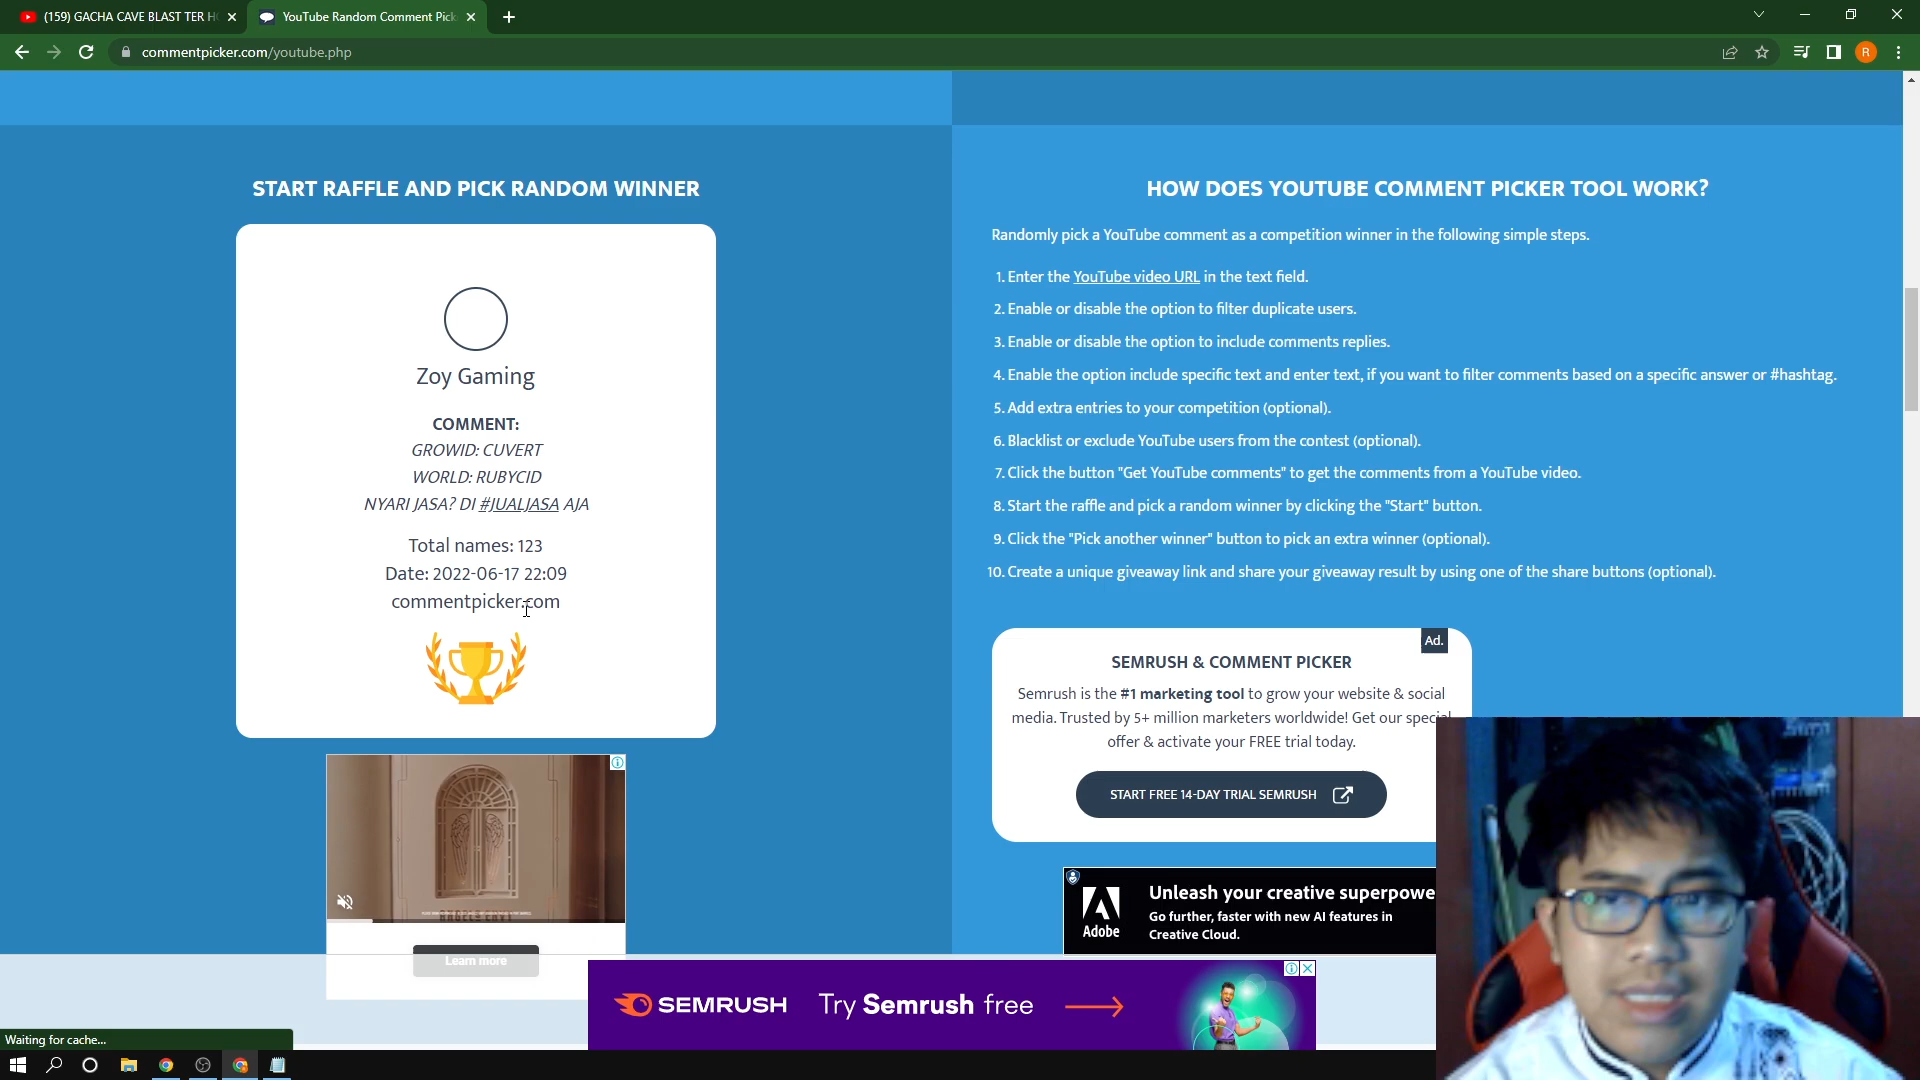 (159) GACHA CAVE BLAST TER H
YouTube Random Comment Pick
commentpicker.com/youtube.php
R
START RAFFLE AND PICK RANDOM WINNER
Zoy Gaming
COMMENT:
GROWID: CUVERT
WORLD: RUBYCID
NYARI JASA? DI #JUALJASA AJA
Total names: 123
Date: 2022-06-17 22:09
commentpicker.com
Learn more
HOW DOES YOUTUBE COMMENT PICKER TOOL WORK?
Randomly pick a YouTube comment as a competition winner in the following simple steps.
1. Enter the YouTube video URL in the text field.
2. Enable or disable the option to filter duplicate users.
3. Enable or disable the option to include comments replies.
4. Enable the option include specific text and enter text, if you want to filter comments based on a specific answer or #hashtag.
5. Add extra entries to your competition (optional).
6. Blacklist or exclude YouTube users from the contest (optional).
7. Click the button "Get YouTube comments" to get the comments from a YouTube video.
8. Start the raffle and pick a random winner by clicking the "Start" button.
9. Click the "Pick another winner" button to pick an extra winner (optional).
10. Create a unique giveaway link and share your giveaway result by using one of the share buttons (optional).
Ad.
SEMRUSH & COMMENT PICKER
Semrush is the #1 marketing tool to grow your website & social
media. Trusted by 5+ million marketers worldwide! Get our special
offer & activate your FREE trial today.
START FREE 14-DAY TRIAL SEMRUSH
Adobe
Unleash your creative superpowe
Go further, faster with new AI features in
Creative Cloud.
SEMRUSH Try Semrush free
Waiting for cache...